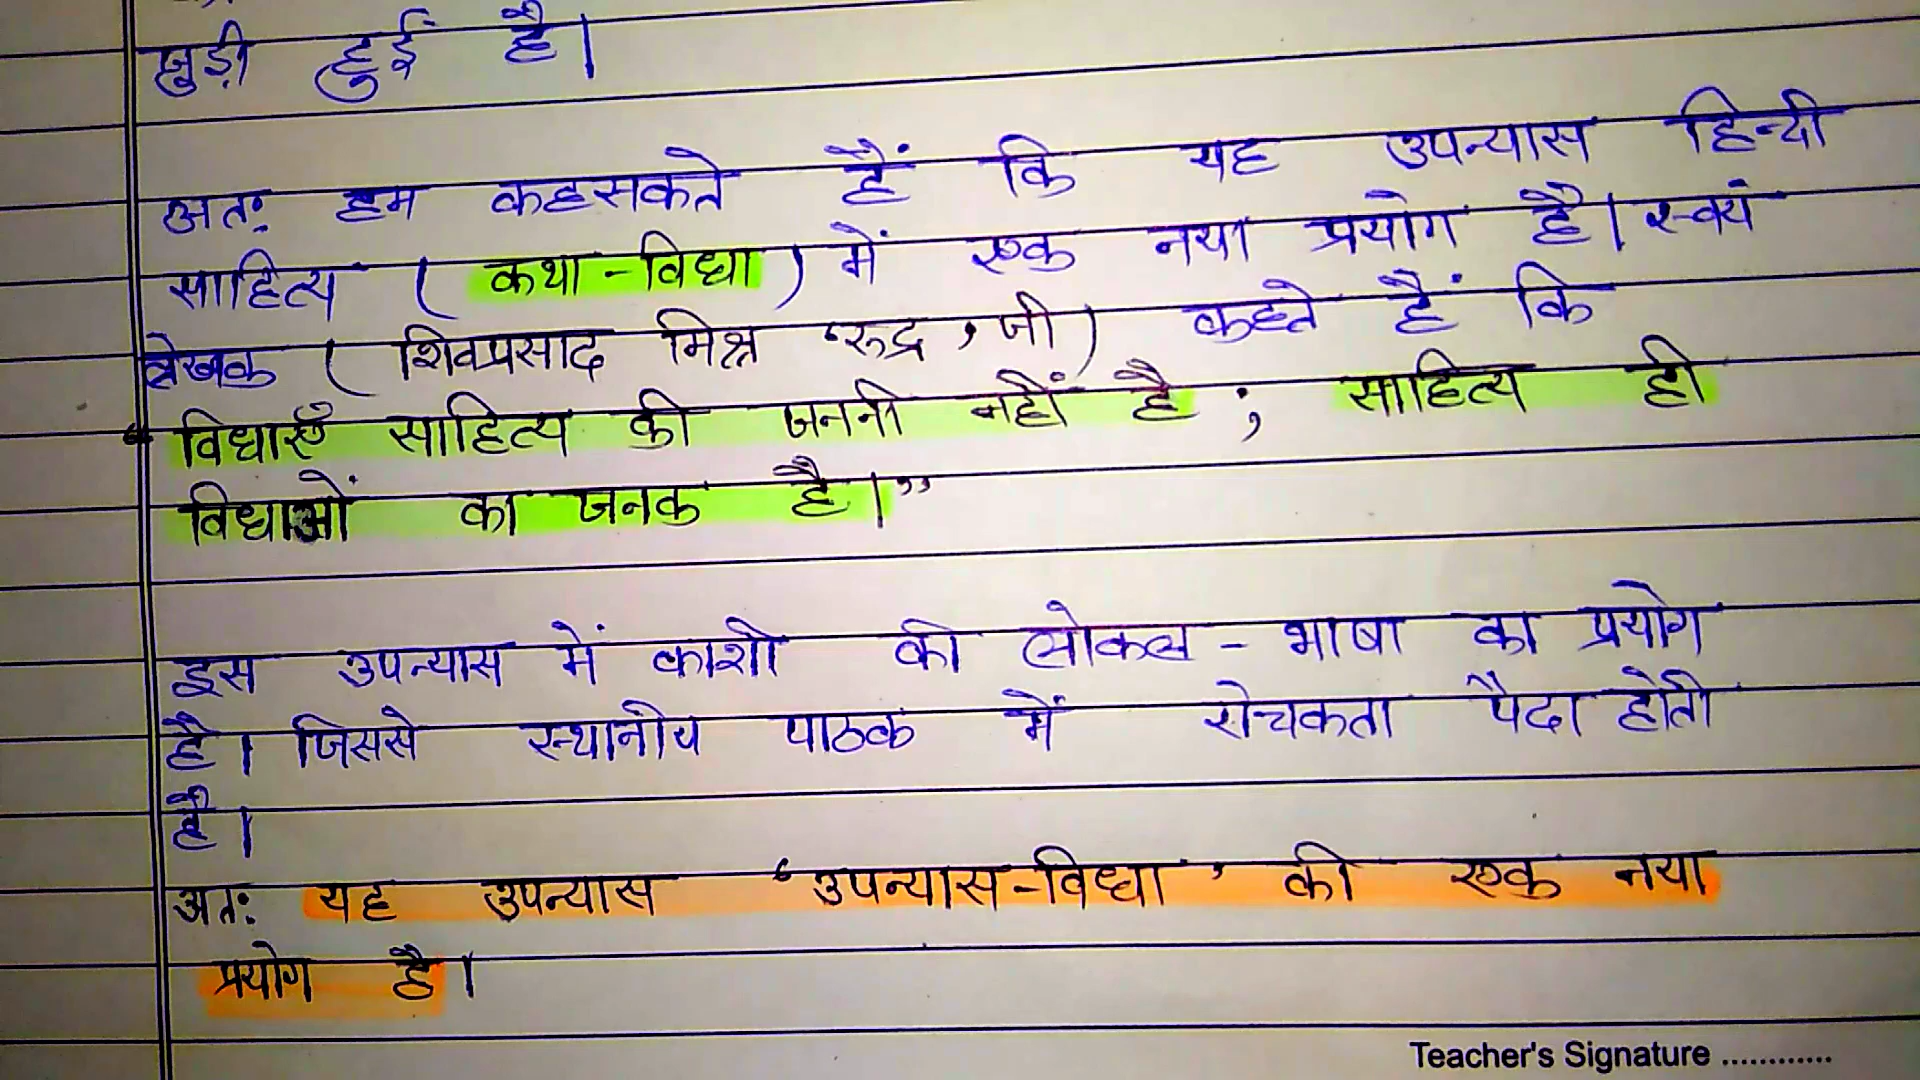 जुड़ी हुई है।
अतः हम कहसकते हैं कि यह उपन्यास हिन्दी
साहित्य ( कथा-विधा ) में एक नया प्रयोग है। स्वयं
लेखक ( शिवप्रसाद मिश्र 'रुद्र' जी) कहते हैं कि
“ विधाएँ साहित्य की जननी नहीं है ; साहित्य ही
विधाओं का जनक है।”
इस उपन्यास में काशी की लोकल - भाषा का प्रयोग
है। जिससे स्थानीय पाठक में रोचकता पैदा होती
है।
अतः यह उपन्यास 'उपन्यास-विधा' की एक नया
प्रयोग है।
Teacher's Signature ............